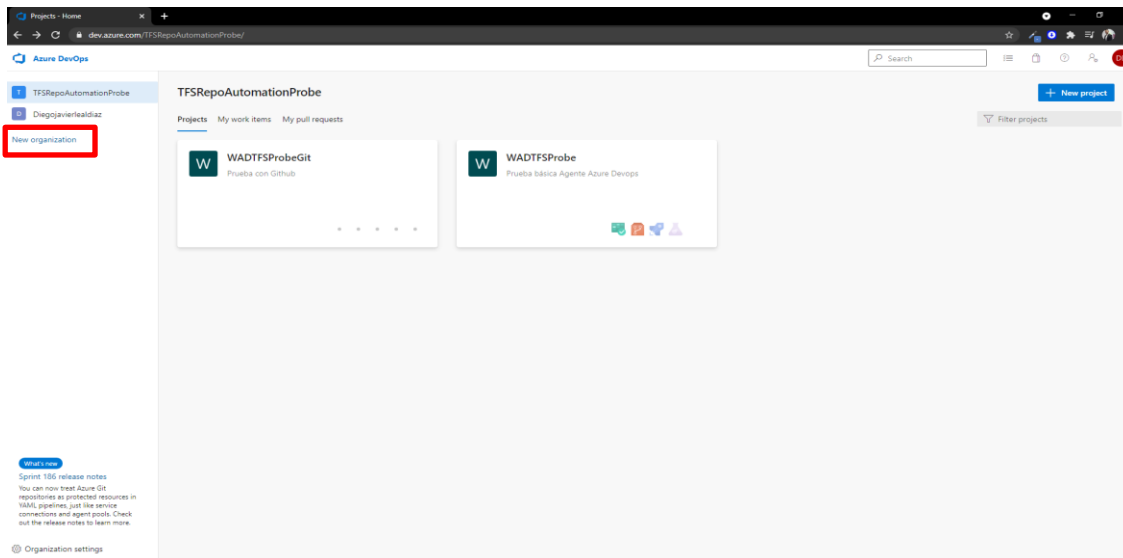 Projects - Home
dev.azure.com/TFSRepoAutomationProbe/
Azure DevOps
Search
T TFSRepoAutomationProbe
D Diegojavierlealdiaz
New organization
TFSRepoAutomationProbe
+ New project
Projects My work items My pull requests
Filter projects
W WADTFSProbeGit
Prueba con Github
W WADTFSProbe
Prueba básica Agente Azure Devops
What's new
Sprint 186 release notes
You can now treat Azure Git
repositories as protected resources in
YAML pipelines, just like service
connections and agent pools. Check
out the release notes to learn more.
Organization settings